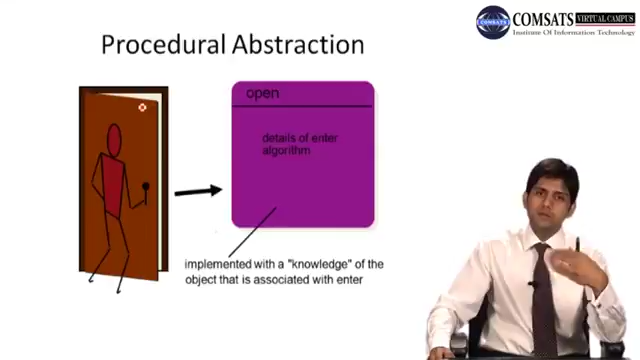 COMSATS
COMSATS VIRTUAL CAMPUS
Institute Of Information Technology
Procedural Abstraction
open
details of enter
algorithm
implemented with a "knowledge" of the
object that is associated with enter